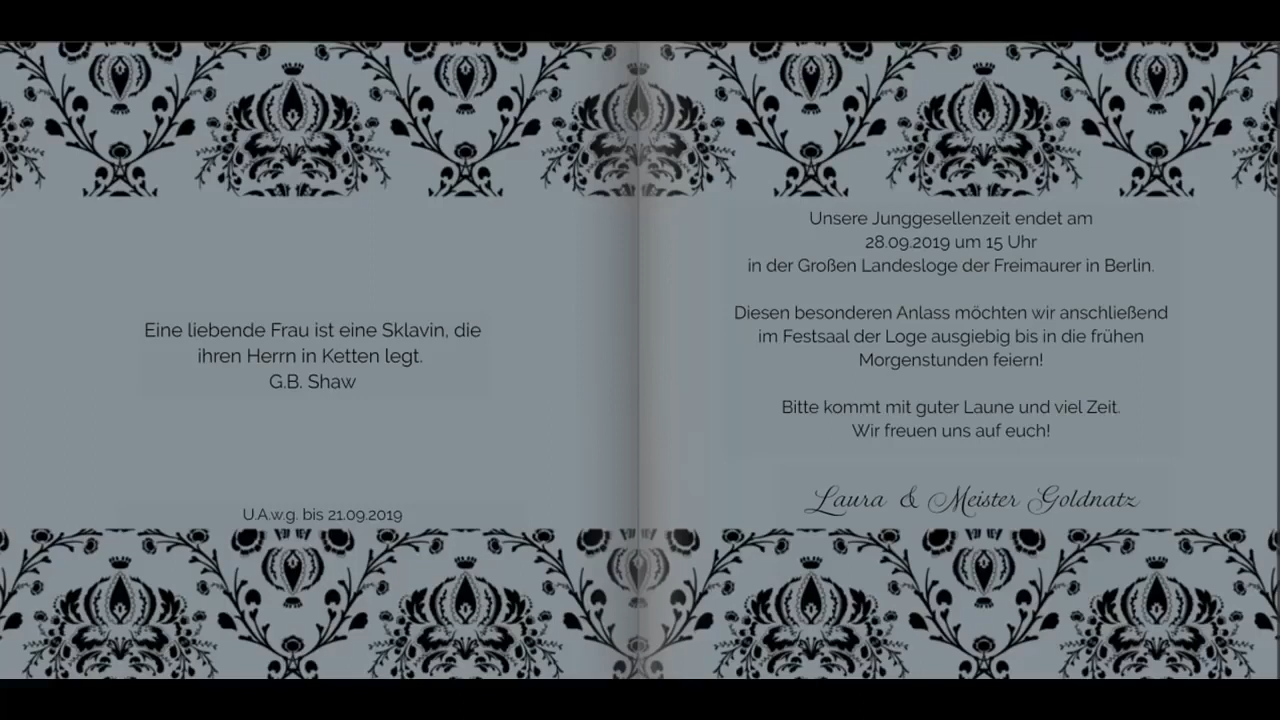 Eine liebende Frau ist eine Sklavin, die
ihren Herrn in Ketten legt.
G.B. Shaw
U.A.w.g. bis 21.09.2019
Unsere Junggesellenzeit endet am
28.09.2019 um 15 Uhr
in der Großen Landesloge der Freimaurer in Berlin.
Diesen besonderen Anlass möchten wir anschließend
im Festsaal der Loge ausgiebig bis in die frühen
Morgenstunden feiern!
Bitte kommt mit guter Laune und viel Zeit.
Wir freuen uns auf euch!
Laura & Meister Goldnatz